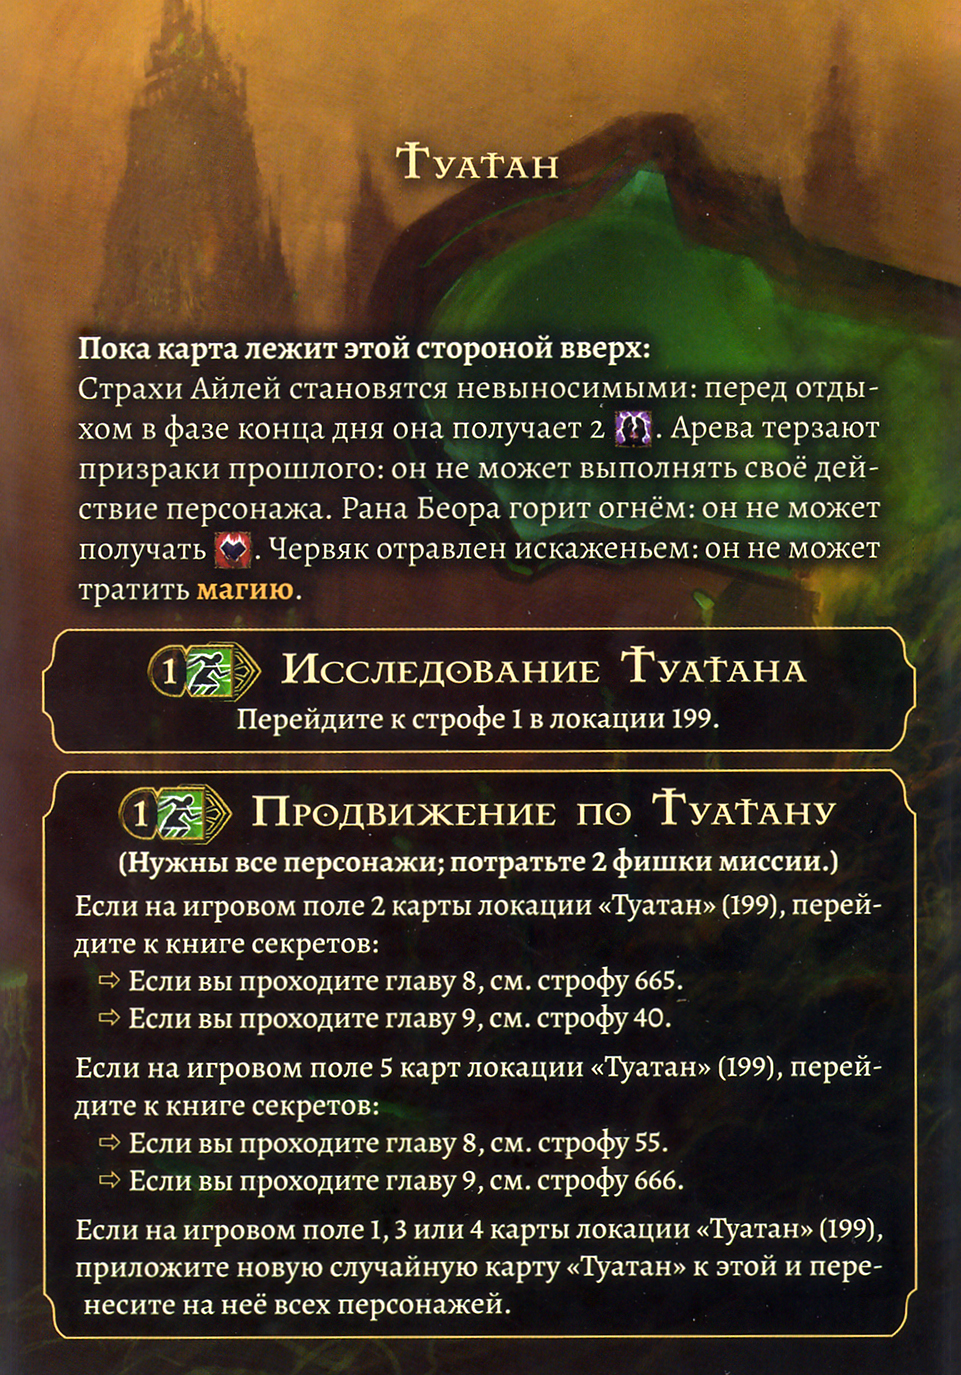 Туатан
Пока карта лежит этой стороной вверх:
Страхи Айлей становятся невыносимыми: перед отды-
хом в фазе конца дня она получает 2 . Арева терзают
призраки прошлого: он не может выполнять своё дей-
ствие персонажа. Рана Беора горит огнём: он не может
получать . Червяк отравлен искаженьем: он не может
тратить магию.
1 Исследование Туатана
Перейдите к строфе 1 в локации 199.
1 Продвижение по Туатану
(Нужны все персонажи; потратьте 2 фишки миссии.)
Если на игровом поле 2 карты локации «Туатан» (199), перей-
дите к книге секретов:
⇨ Если вы проходите главу 8, см. строфу 665.
⇨ Если вы проходите главу 9, см. строфу 40.
Если на игровом поле 5 карт локации «Туатан» (199), перей-
дите к книге секретов:
⇨ Если вы проходите главу 8, см. строфу 55.
⇨ Если вы проходите главу 9, см. строфу 666.
Если на игровом поле 1, 3 или 4 карты локации «Туатан» (199),
приложите новую случайную карту «Туатан» к этой и пере-
несите на неё всех персонажей.